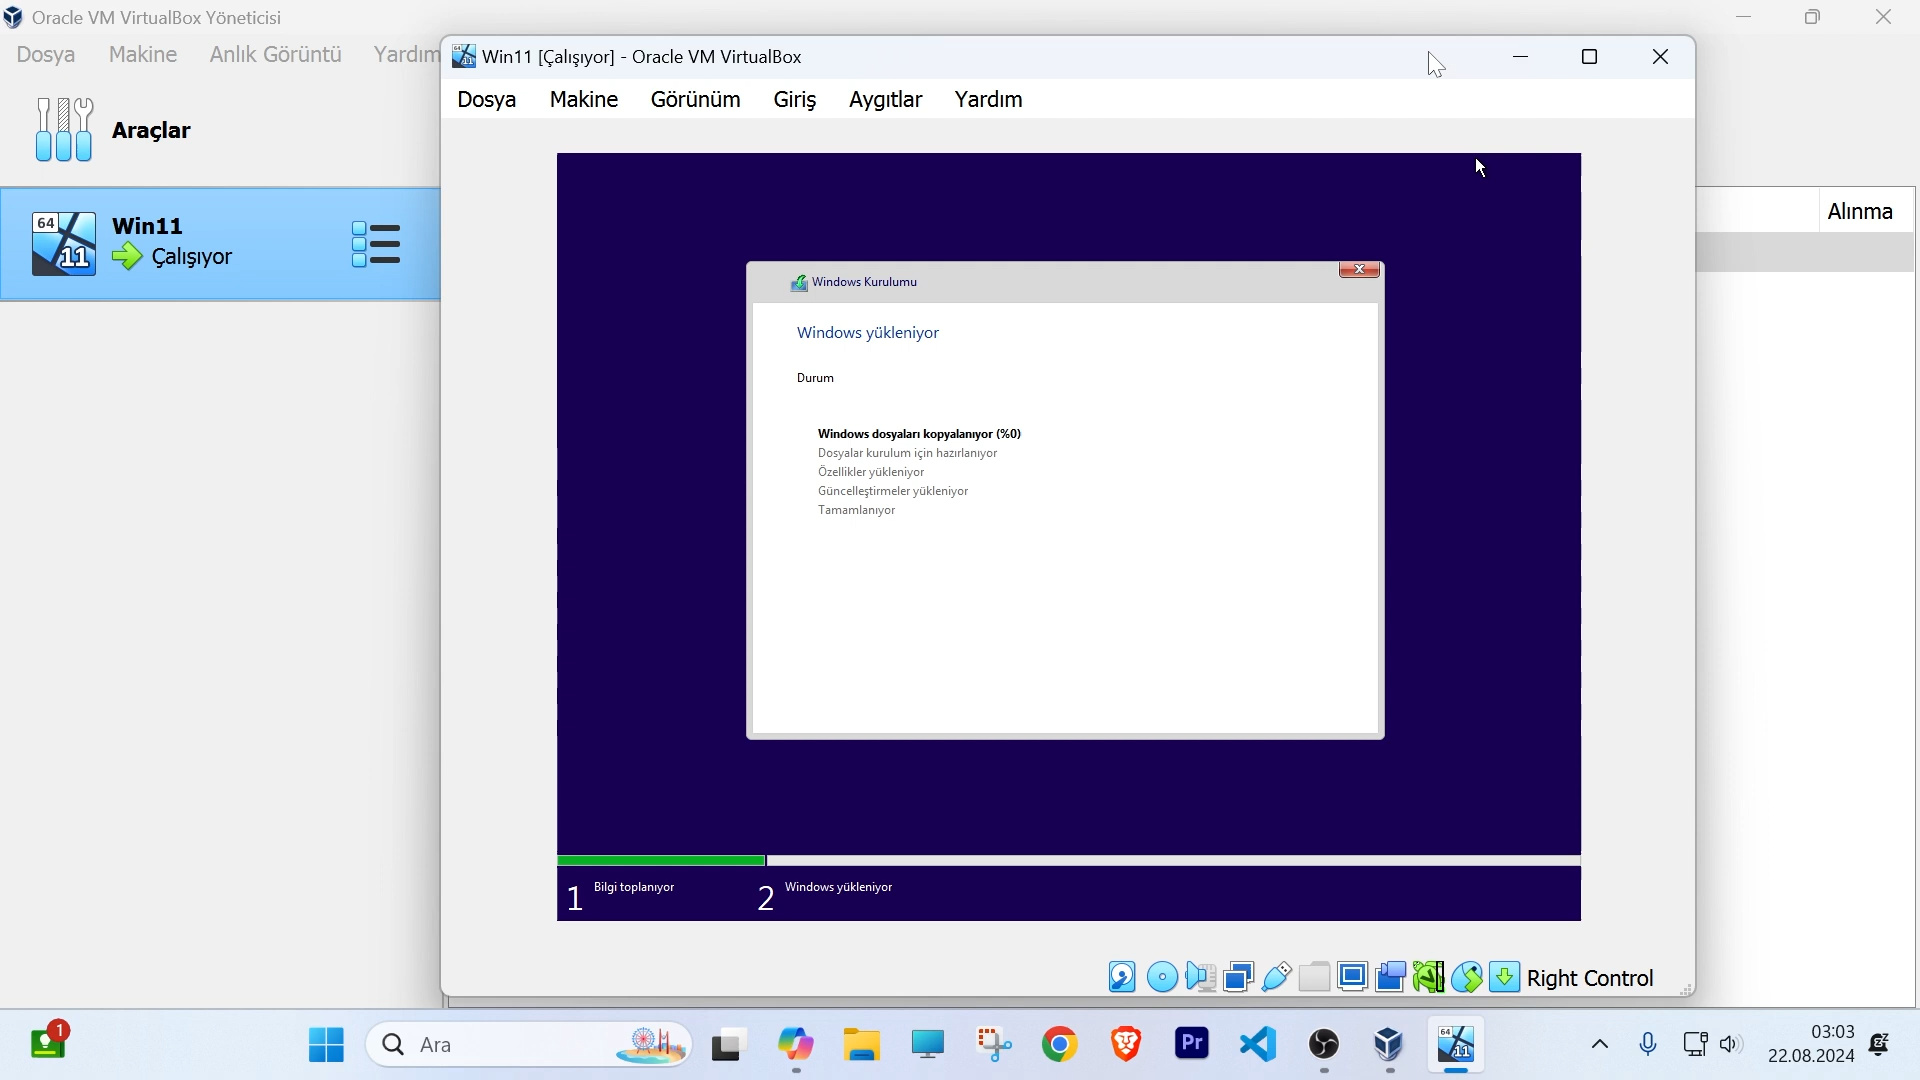 Oracle VM VirtualBox Yöneticisi
Dosya Makine Anlık Görüntü Yardım
Araçlar
64
11
Win11
Çalışıyor
Alınma
Win11 [Çalışıyor] - Oracle VM VirtualBox
Dosya Makine Görünüm Giriş Aygıtlar Yardım
Windows Kurulumu
Windows yükleniyor
Durum
Windows dosyaları kopyalanıyor (%0)
Dosyalar kurulum için hazırlanıyor
Özellikler yükleniyor
Güncelleştirmeler yükleniyor
Tamamlanıyor
1 Bilgi toplanıyor 2 Windows yükleniyor
Right Control
1
Ara
Pr
64
11
03:03
22.08.2024